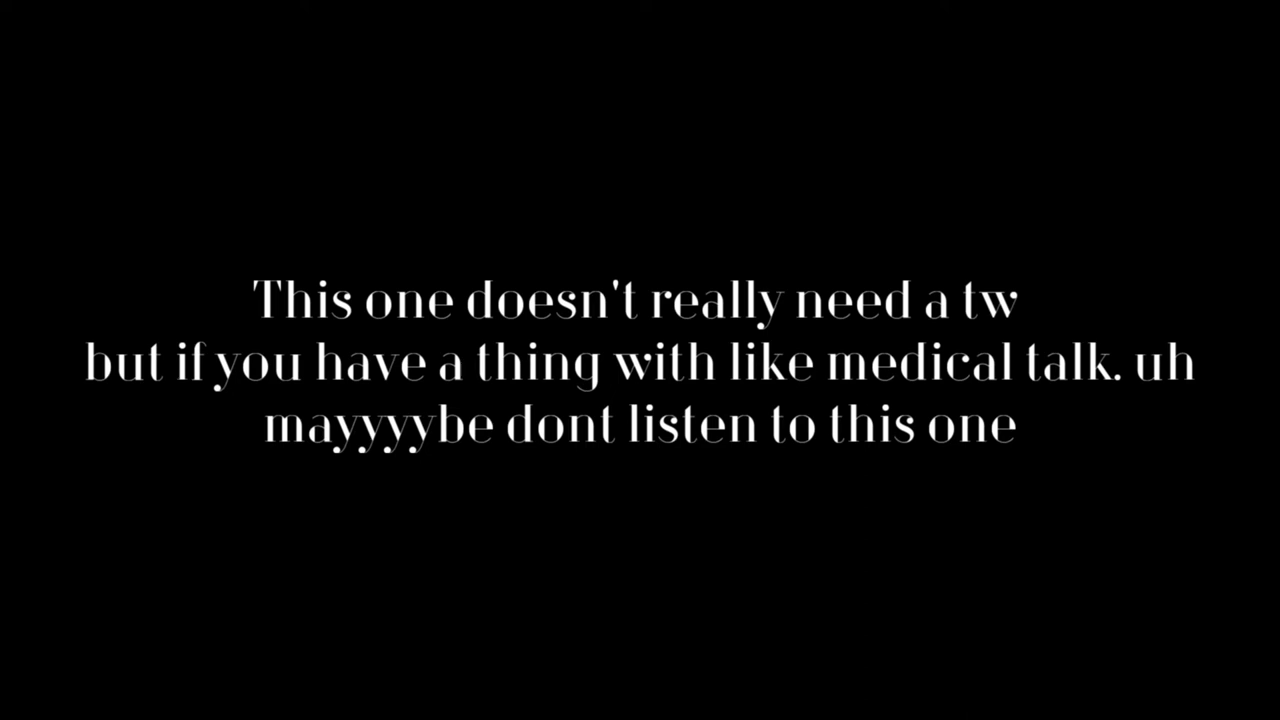 This one doesn't really need a tw
but if you have a thing with like medical talk. uh
mayyyybe dont listen to this one